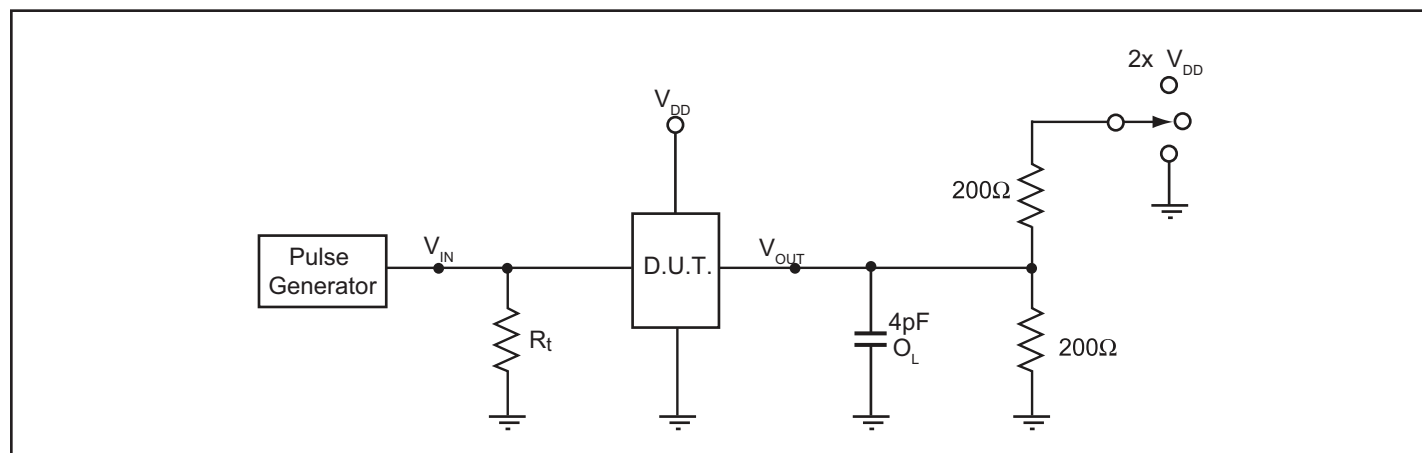 2x V_DD
V_DD
200Ω
Pulse
Generator
V_IN
D.U.T.
V_OUT
R_t
4pF
O_L
200Ω